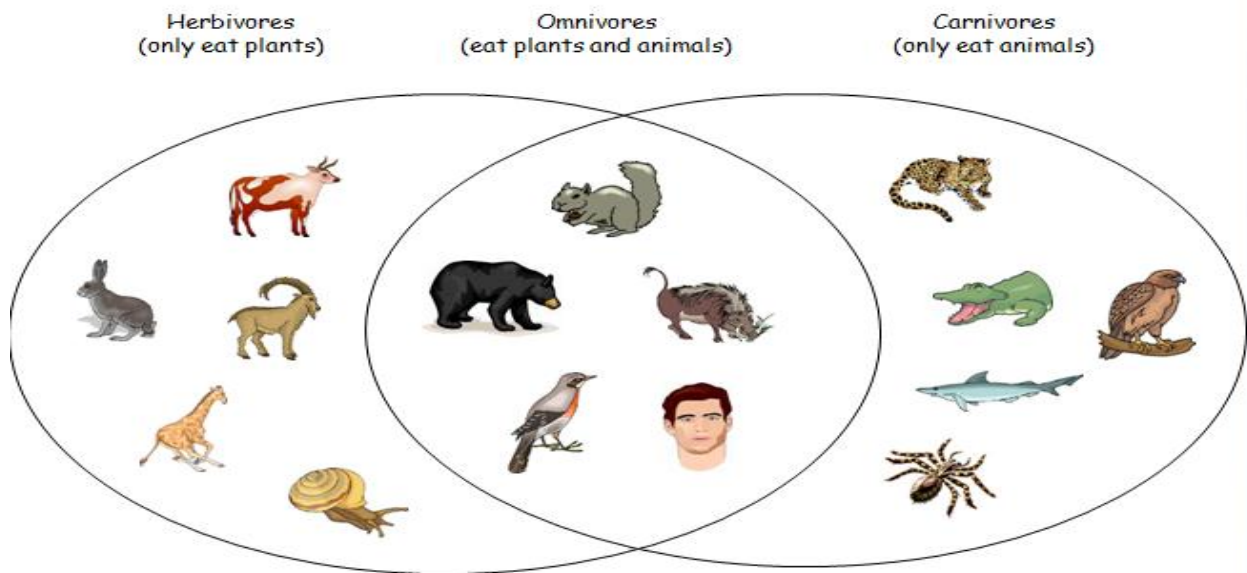 Herbivores
(only eat plants)
Omnivores
(eat plants and animals)
Carnivores
(only eat animals)